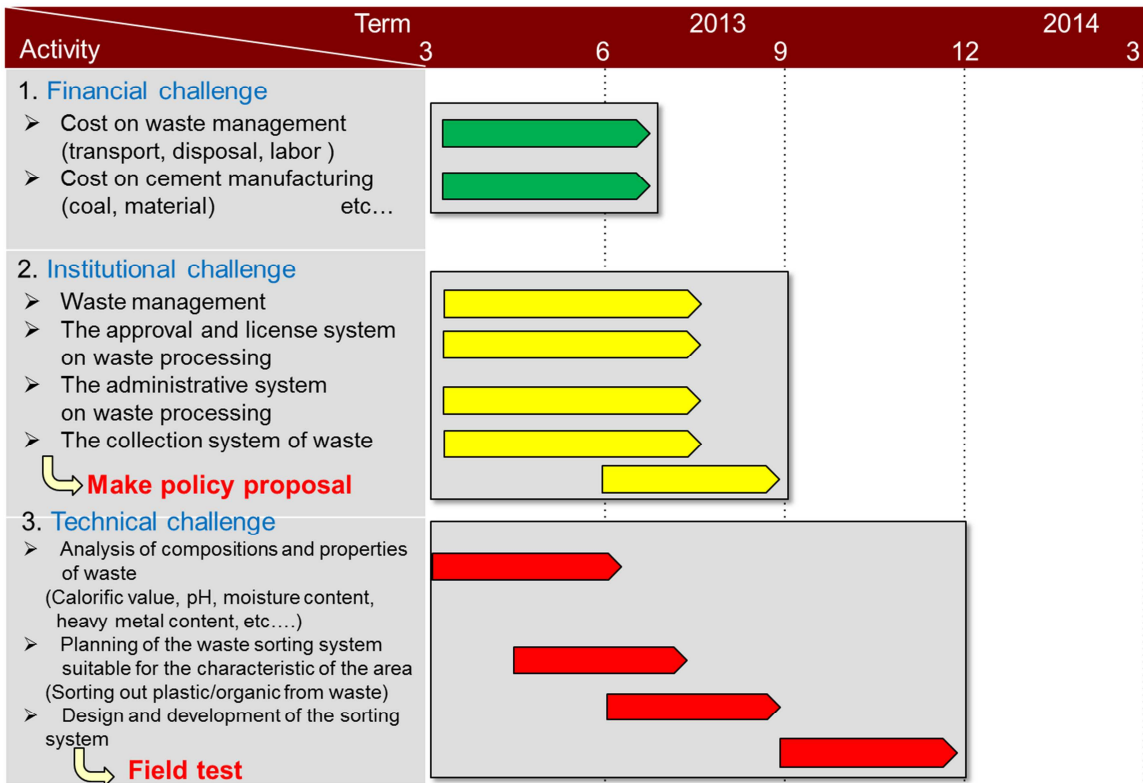 Term 2013 2014
Activity 3 6 9 12 3
1. Financial challenge
➢ Cost on waste management
(transport, disposal, labor )
➢ Cost on cement manufacturing
(coal, material) etc…
2. Institutional challenge
➢ Waste management
➢ The approval and license system
on waste processing
➢ The administrative system
on waste processing
➢ The collection system of waste
Make policy proposal
3. Technical challenge
➢ Analysis of compositions and properties
of waste
(Calorific value, pH, moisture content,
heavy metal content, etc.…)
➢ Planning of the waste sorting system
suitable for the characteristic of the area
(Sorting out plastic/organic from waste)
➢ Design and development of the sorting
system
Field test